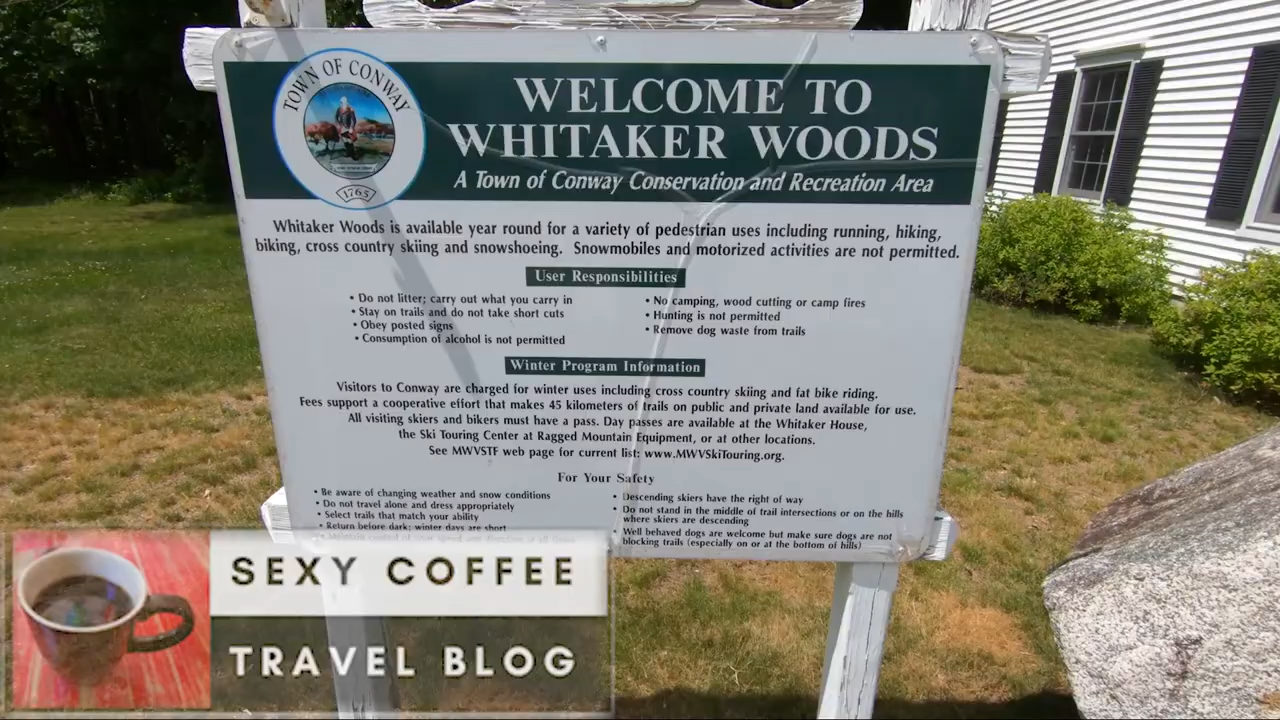 TOWN OF CONWAY
1765
WELCOME TO
WHITAKER WOODS
A Town of Conway Conservation and Recreation Area
Whitaker Woods is available year round for a variety of pedestrian uses including running, hiking,
biking, cross country skiing and snowshoeing. Snowmobiles and motorized activities are not permitted.
User Responsibilities
• Do not litter; carry out what you carry in
• Stay on trails and do not take short cuts
• Obey posted signs
• Consumption of alcohol is not permitted
• No camping, wood cutting or camp fires
• Hunting is not permitted
• Remove dog waste from trails
Winter Program Information
Visitors to Conway are charged for winter uses including cross country skiing and fat bike riding.
Fees support a cooperative effort that makes 45 kilometers of trails on public and private land available for use.
All visiting skiers and bikers must have a pass. Day passes are available at the Whitaker House,
the Ski Touring Center at Ragged Mountain Equipment, or at other locations.
See MWVSTF web page for current list: www.MWVSkiTouring.org.
For Your Safety
• Be aware of changing weather and snow conditions
• Do not travel alone and dress appropriately
• Select trails that match your ability
• Return before dark; winter days are short
• Descending skiers have the right of way
• Do not stand in the middle of trail intersections or on the hills
where skiers are descending
• Well behaved dogs are welcome but make sure dogs are not
blocking trails (especially on or at the bottom of hills)
SEXY COFFEE
TRAVEL BLOG